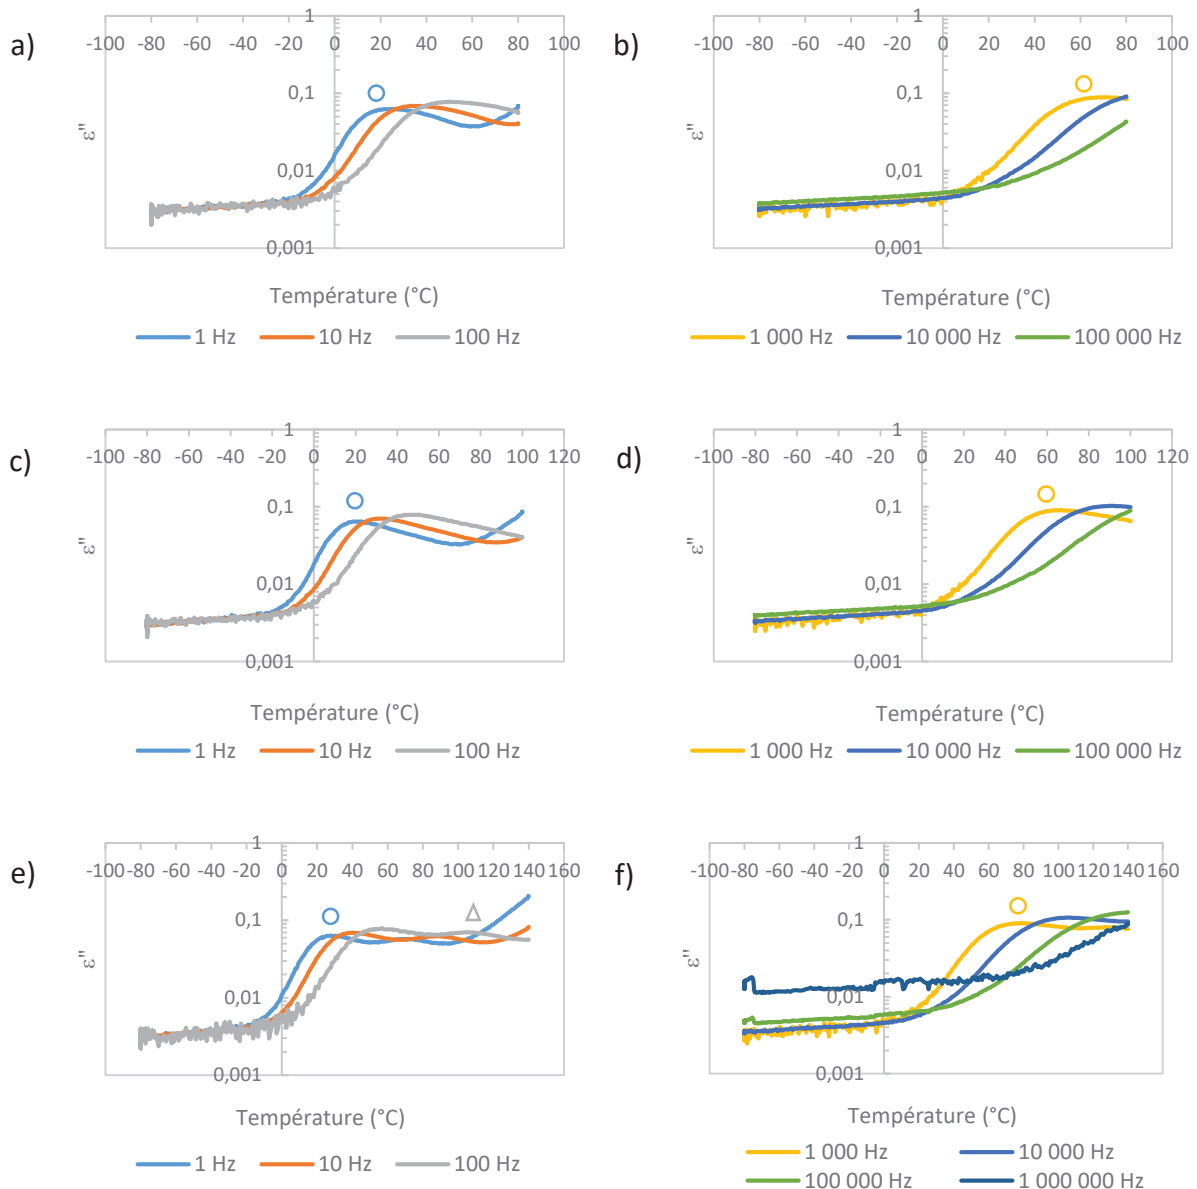 a)
1
-100 -80 -60 -40 -20 0 20 40 60 80 100
0,1
0,01
0,001
ε"
Température (°C)
1 Hz 10 Hz 100 Hz
b)
1
-100 -80 -60 -40 -20 0 20 40 60 80 100
0,1
0,01
0,001
ε"
Température (°C)
1 000 Hz 10 000 Hz 100 000 Hz
c)
1
-100 -80 -60 -40 -20 0 20 40 60 80 100 120
0,1
0,01
0,001
ε"
Température (°C)
1 Hz 10 Hz 100 Hz
d)
1
-100 -80 -60 -40 -20 0 20 40 60 80 100 120
0,1
0,01
0,001
ε"
Température (°C)
1 000 Hz 10 000 Hz 100 000 Hz
e)
1
-100 -80 -60 -40 -20 0 20 40 60 80 100 120 140 160
0,1
0,01
0,001
ε"
Température (°C)
1 Hz 10 Hz 100 Hz
f)
1
-100 -80 -60 -40 -20 0 20 40 60 80 100 120 140 160
0,1
0,01
0,001
ε"
Température (°C)
1 000 Hz 10 000 Hz
100 000 Hz 1 000 000 Hz